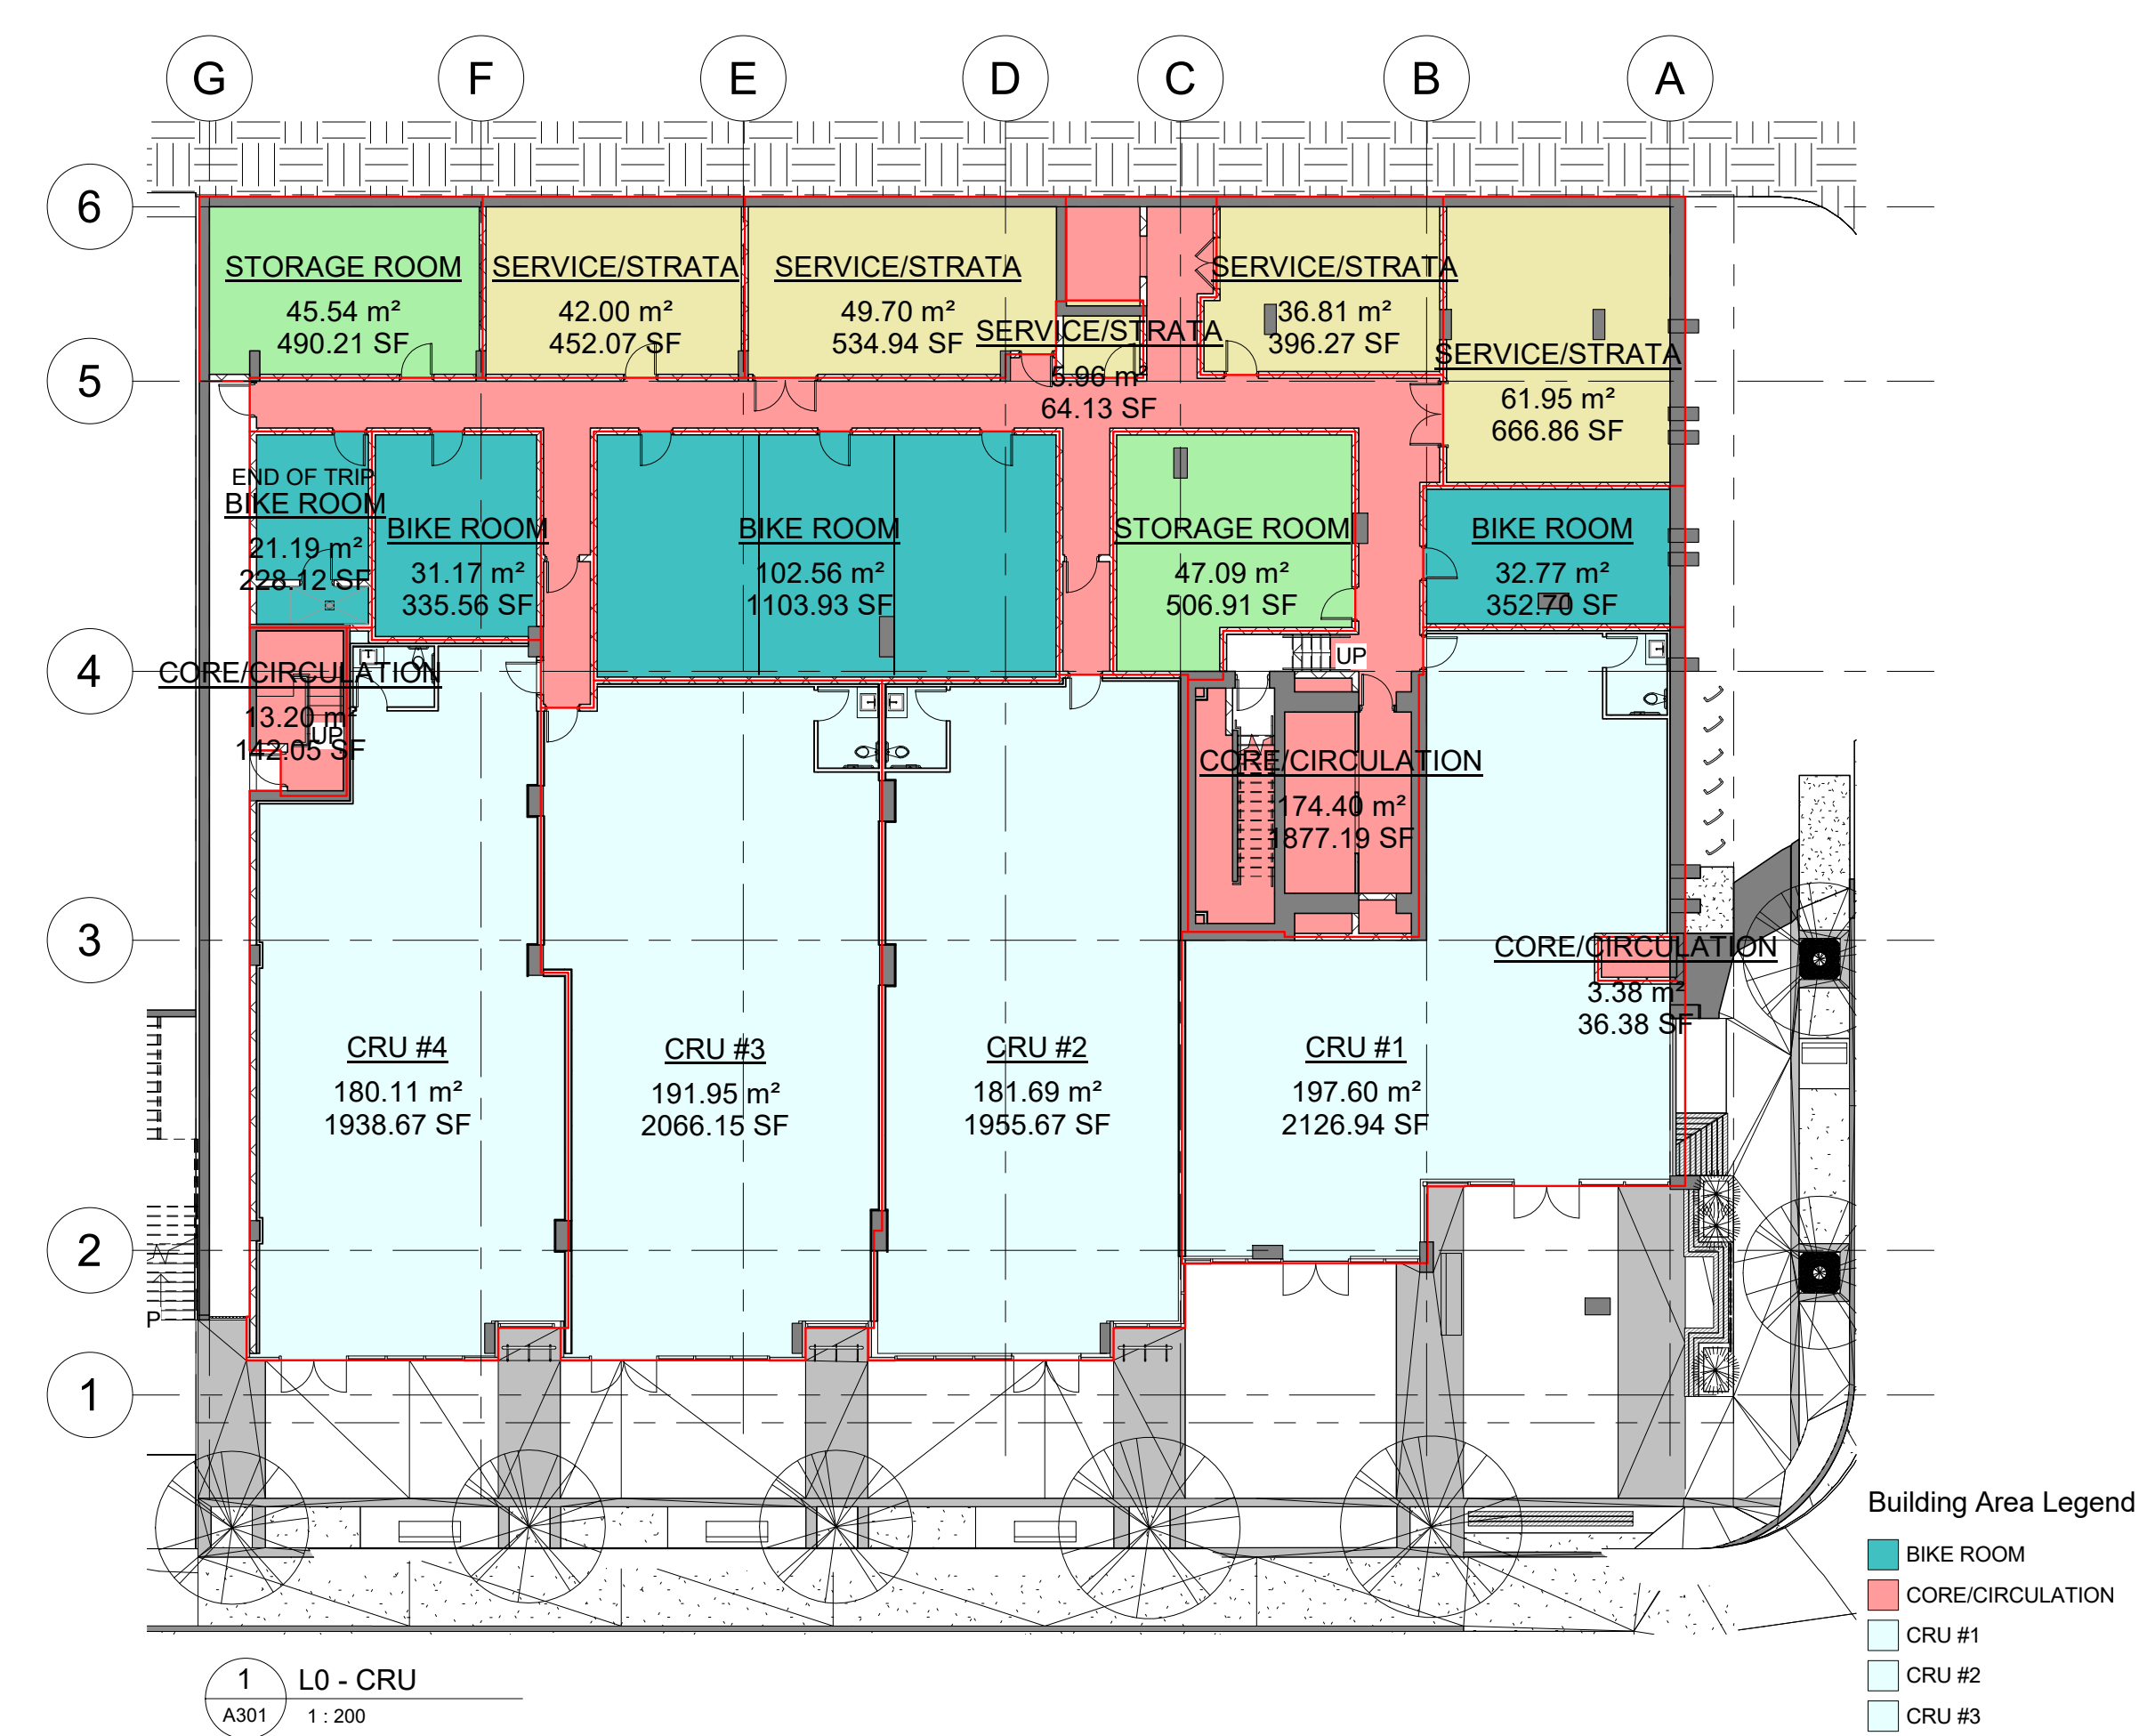 G F E D C B A
6
STORAGE ROOM
45.54 m²
490.21 SF
SERVICE/STRATA
42.00 m²
452.07 SF
SERVICE/STRATA
49.70 m²
534.94 SF
SERVICE/STRATA
5.96 m²
64.13 SF
SERVICE/STRATA
36.81 m²
396.27 SF
SERVICE/STRATA
61.95 m²
666.86 SF
5
END OF TRIP
BIKE ROOM
21.19 m²
228.12 SF
BIKE ROOM
31.17 m²
335.56 SF
BIKE ROOM
102.56 m²
1103.93 SF
STORAGE ROOM
47.09 m²
506.91 SF
BIKE ROOM
32.77 m²
352.70 SF
4
UP
CORE/CIRCULATION
13.20 m²
142.05 SF
UP
CORE/CIRCULATION
174.40 m²
1877.19 SF
3
CORE/CIRCULATION
3.38 m²
36.38 SF
CRU #4
180.11 m²
1938.67 SF
CRU #3
191.95 m²
2066.15 SF
CRU #2
181.69 m²
1955.67 SF
CRU #1
197.60 m²
2126.94 SF
2
P
1
Building Area Legend
BIKE ROOM
CORE/CIRCULATION
CRU #1
CRU #2
CRU #3
1
A301
L0 - CRU
1 : 200